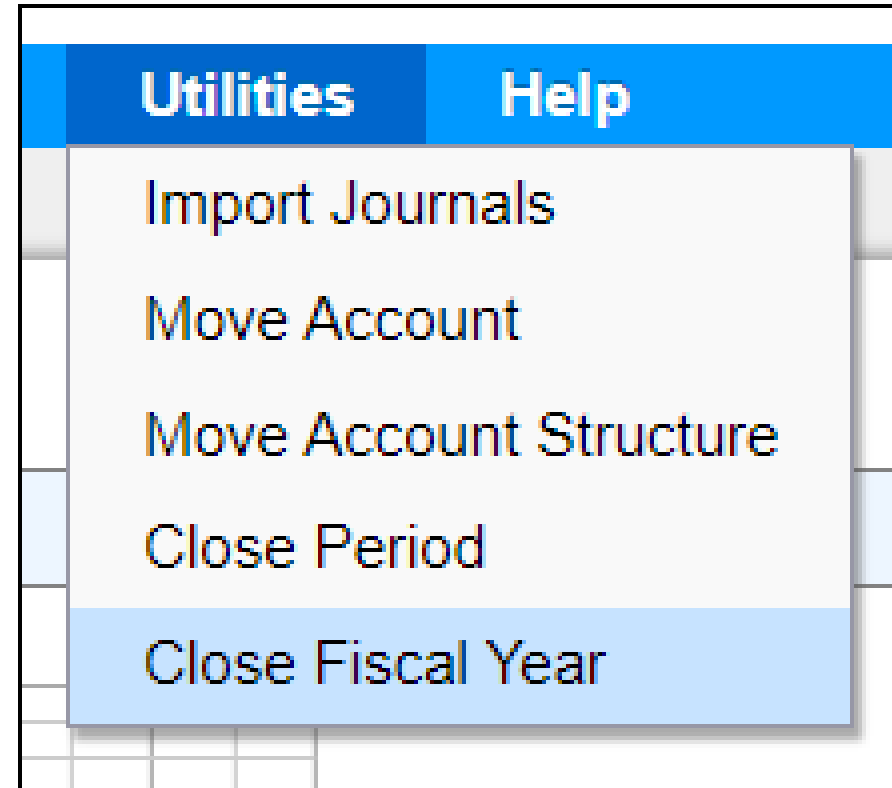 Utilities Help
Import Journals
Move Account
Move Account Structure
Close Period
Close Fiscal Year